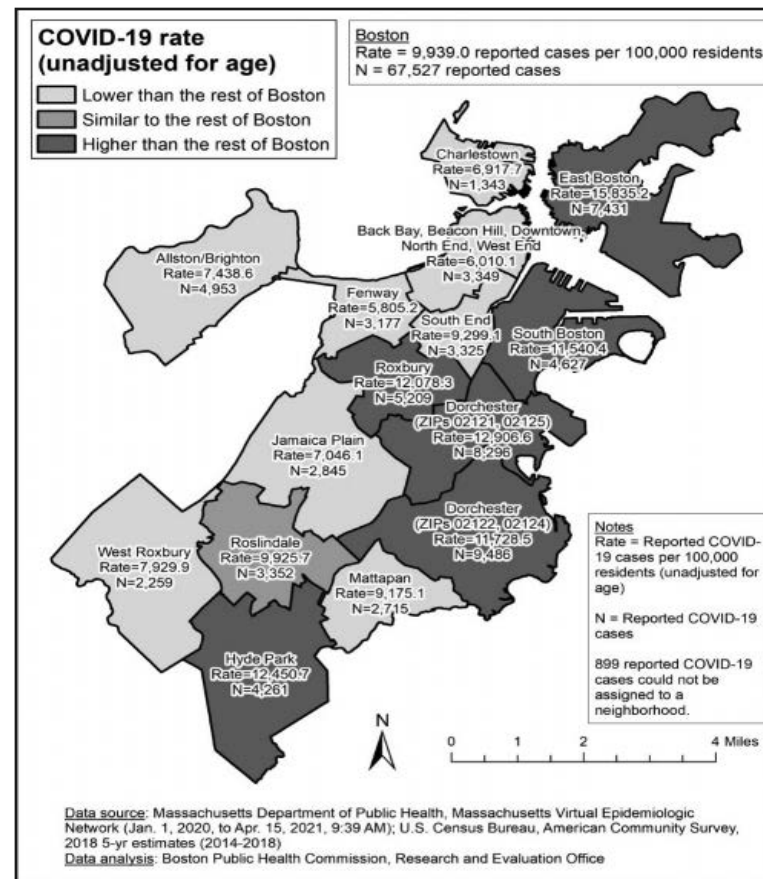 COVID-19 rate
(unadjusted for age)
Lower than the rest of Boston
Similar to the rest of Boston
Higher than the rest of Boston
Boston
Rate = 9,939.0 reported cases per 100,000 residents
N = 67,527 reported cases
Charlestown
Rate=6,917.7
N=1,343
East Boston
Rate=15,835.2
N=7,431
Back Bay, Beacon Hill, Downtown,
North End, West End
Rate=6,010.1
N=3,349
Allston/Brighton
Rate=7,438.6
N=4,953
Fenway
Rate=5,805.2
N=3,177
South End
Rate=9,299.1
N=3,325
South Boston
Rate=11,540.4
N=4,627
Roxbury
Rate=12,078.3
N=5,209
Dorchester
(ZIPs 02121, 02125)
Rate=12,906.6
N=8,296
Jamaica Plain
Rate=7,046.1
N=2,845
Dorchester
(ZIPs 02122, 02124)
Rate=11,728.5
N=9,486
West Roxbury
Rate=7,929.9
N=2,259
Roslindale
Rate=9,925.7
N=3,352
Mattapan
Rate=9,175.1
N=2,715
Hyde Park
Rate=12,450.7
N=4,261
Notes
Rate = Reported COVID-
19 cases per 100,000
residents (unadjusted for
age)
N = Reported COVID-19
cases
899 reported COVID-19
cases could not be
assigned to a
neighborhood.
N
0 1 2 4 Miles
Data source: Massachusetts Department of Public Health, Massachusetts Virtual Epidemiologic
Network (Jan. 1, 2020, to Apr. 15, 2021, 9:39 AM); U.S. Census Bureau, American Community Survey,
2018 5-yr estimates (2014-2018)
Data analysis: Boston Public Health Commission, Research and Evaluation Office